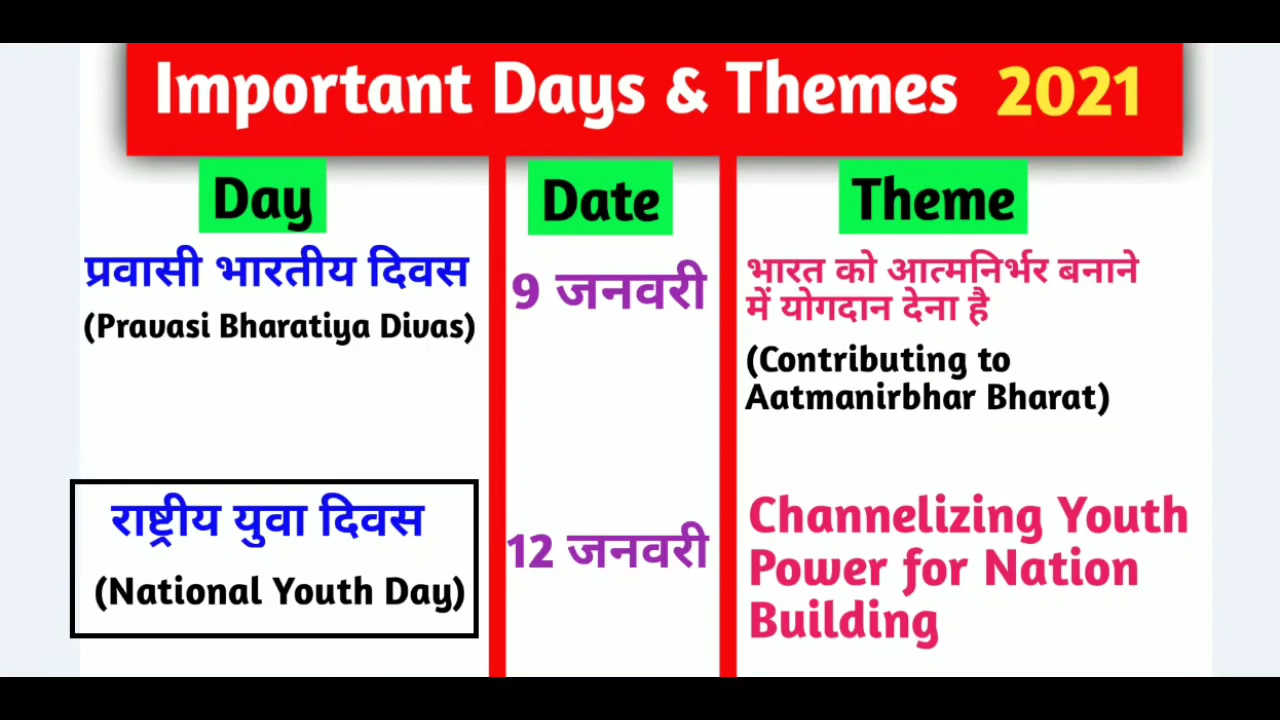 Important Days & Themes 2021
Day
Date
Theme
प्रवासी भारतीय दिवस
(Pravasi Bharatiya Divas)
9 जनवरी
भारत को आत्मनिर्भर बनाने
में योगदान देना है
(Contributing to
Aatmanirbhar Bharat)
राष्ट्रीय युवा दिवस
(National Youth Day)
12 जनवरी
Channelizing Youth
Power for Nation
Building